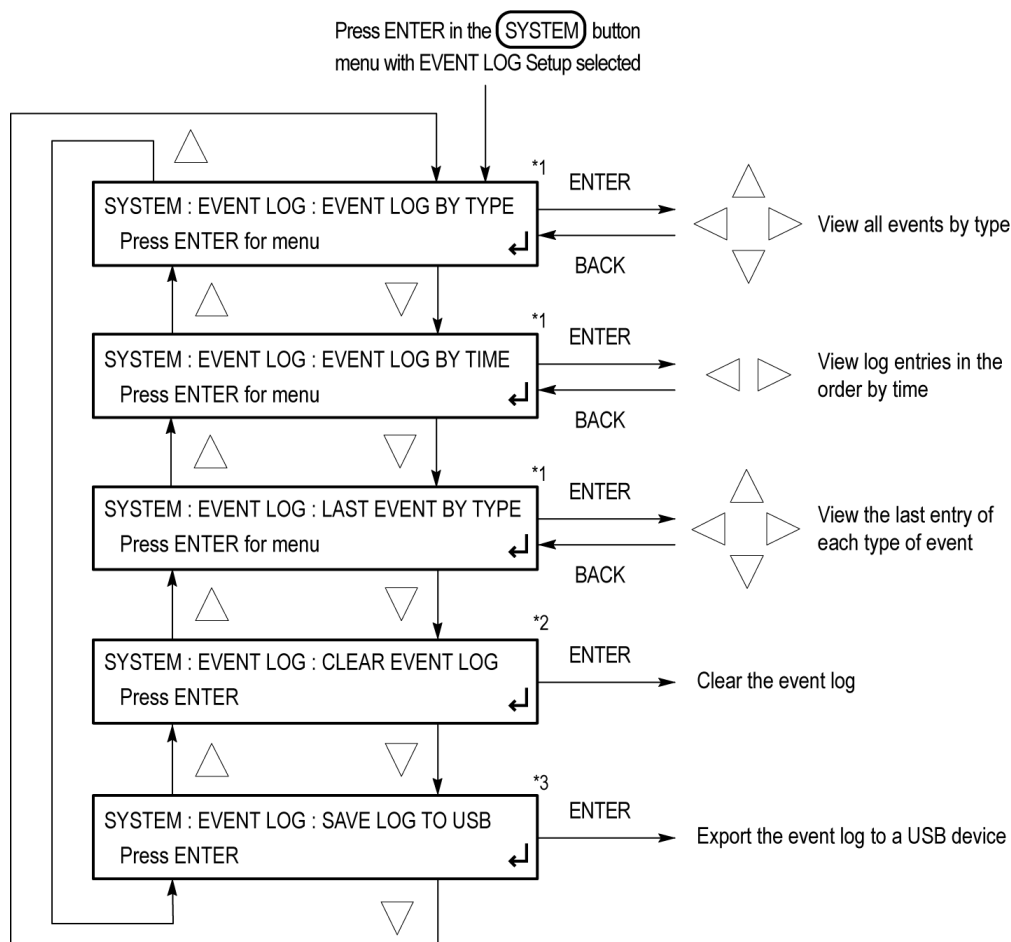 Press ENTER in the SYSTEM button
menu with EVENT LOG Setup selected
*1
SYSTEM : EVENT LOG : EVENT LOG BY TYPE
Press ENTER for menu
ENTER
BACK
View all events by type
*1
SYSTEM : EVENT LOG : EVENT LOG BY TIME
Press ENTER for menu
ENTER
BACK
View log entries in the
order by time
*1
SYSTEM : EVENT LOG : LAST EVENT BY TYPE
Press ENTER for menu
ENTER
BACK
View the last entry of
each type of event
*2
SYSTEM : EVENT LOG : CLEAR EVENT LOG
Press ENTER
ENTER
Clear the event log
*3
SYSTEM : EVENT LOG : SAVE LOG TO USB
Press ENTER
ENTER
Export the event log to a USB device